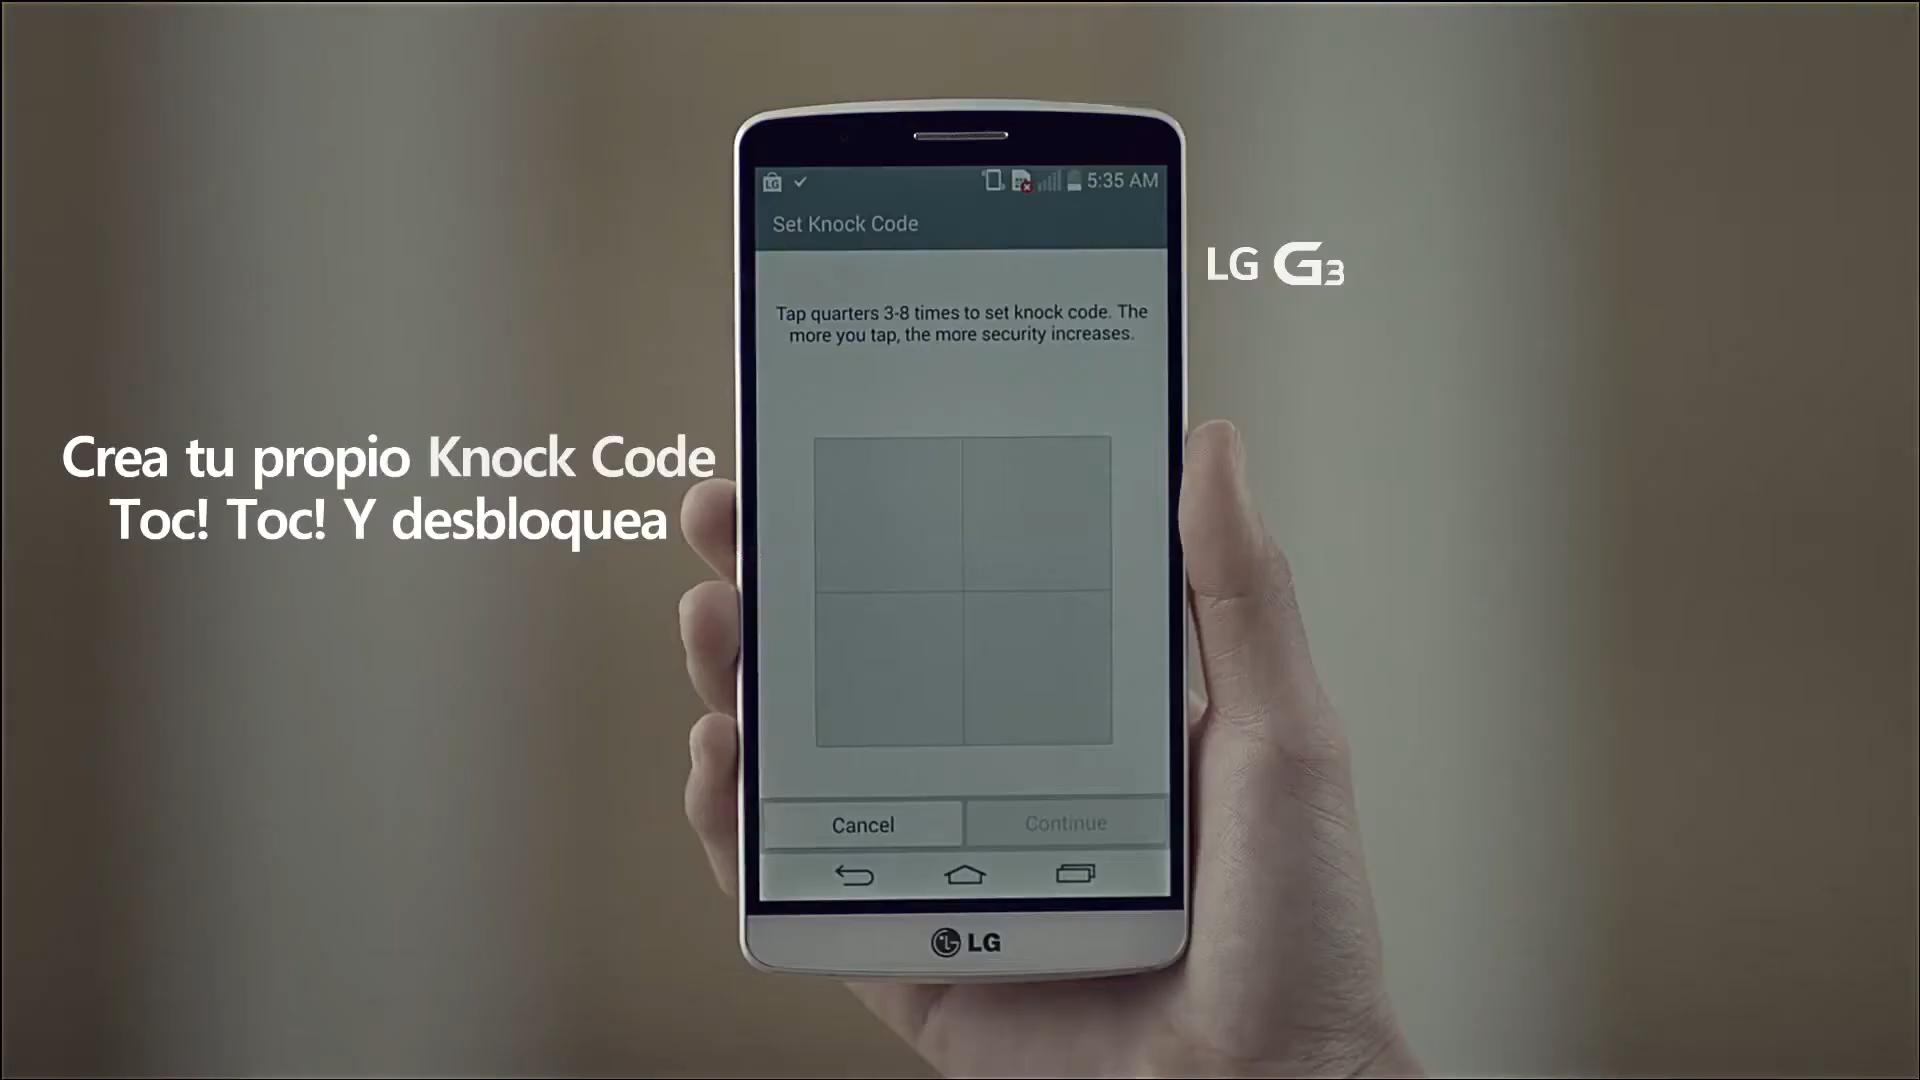 5:35 AM
Set Knock Code
LG G3
Tap quarters 3-8 times to set knock code. The
more you tap, the more security increases.
Crea tu propio Knock Code
Toc! Toc! Y desbloquea
Cancel
Continue
LG